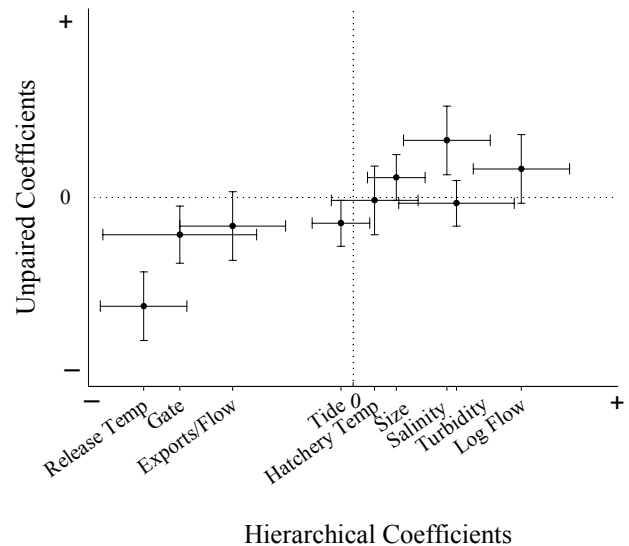 +
Unpaired Coefficients
0
−
− 0 +
Release Temp
Gate
Exports/Flow
Tide
Hatchery Temp
Size
Salinity
Turbidity
Log Flow
Hierarchical Coefficients